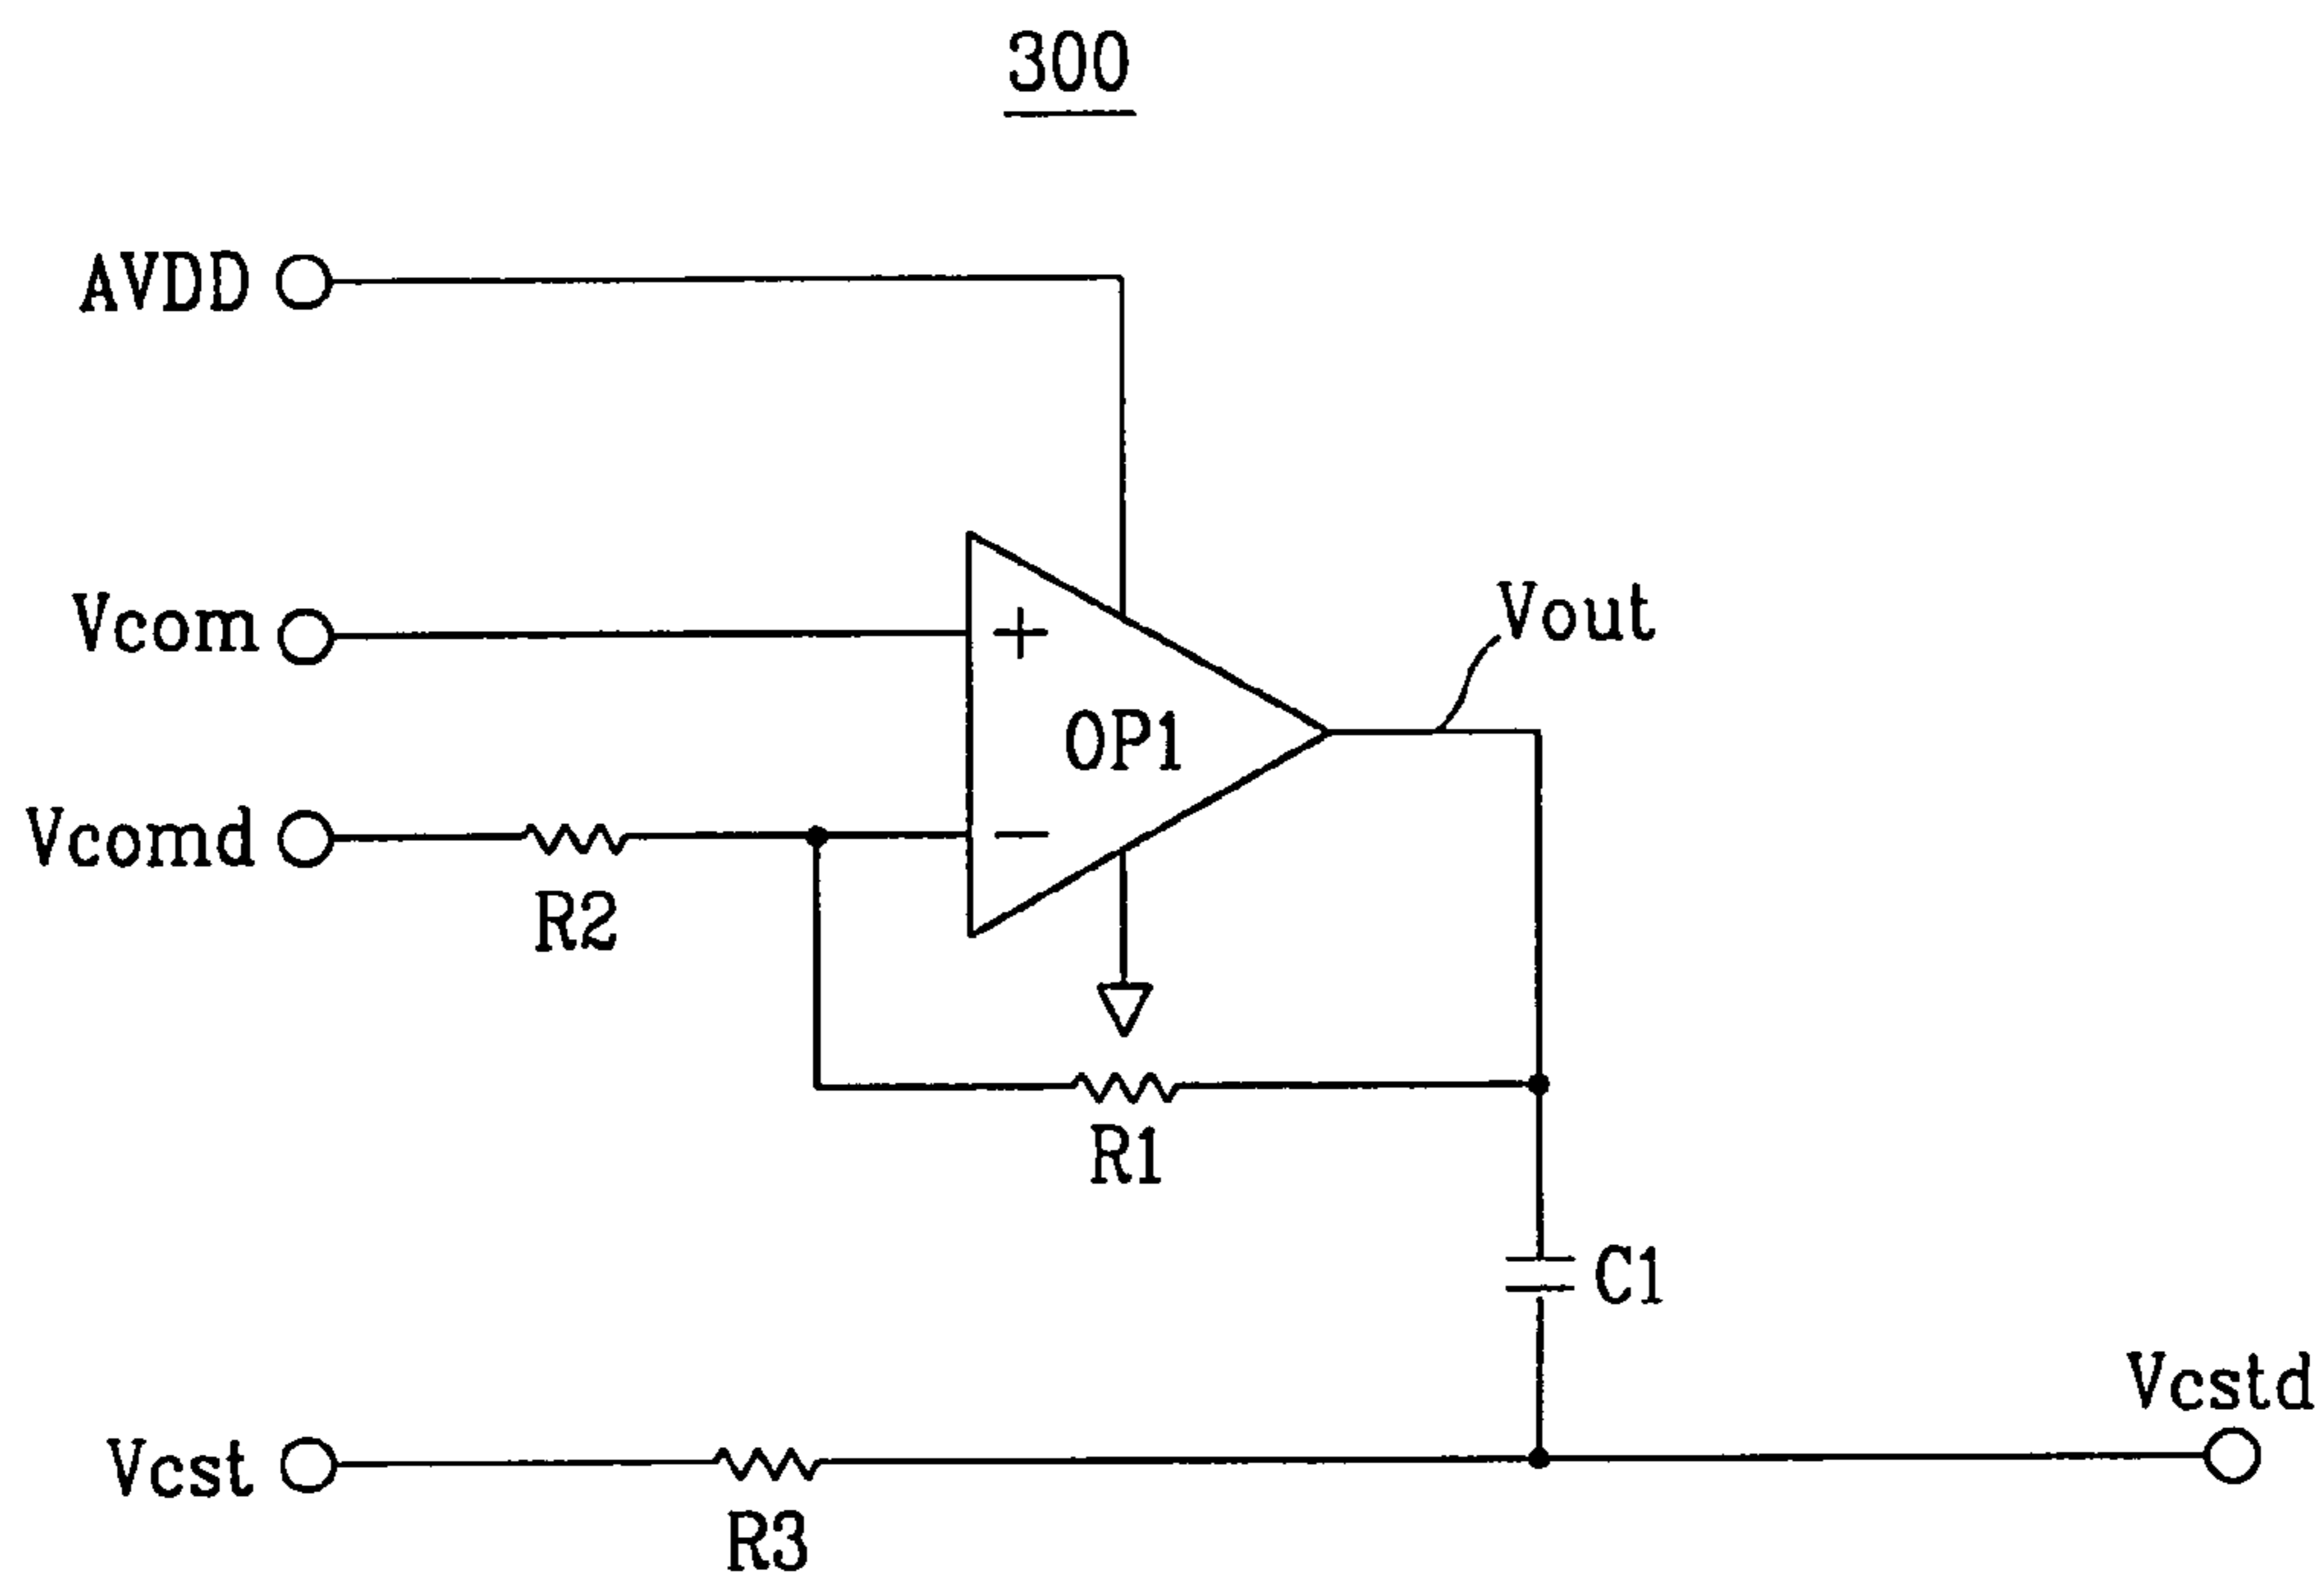 300
AVDD
Vcom
+
Vout
OP1
Vcomd
−
R2
R1
C1
Vcstd
Vcst
R3